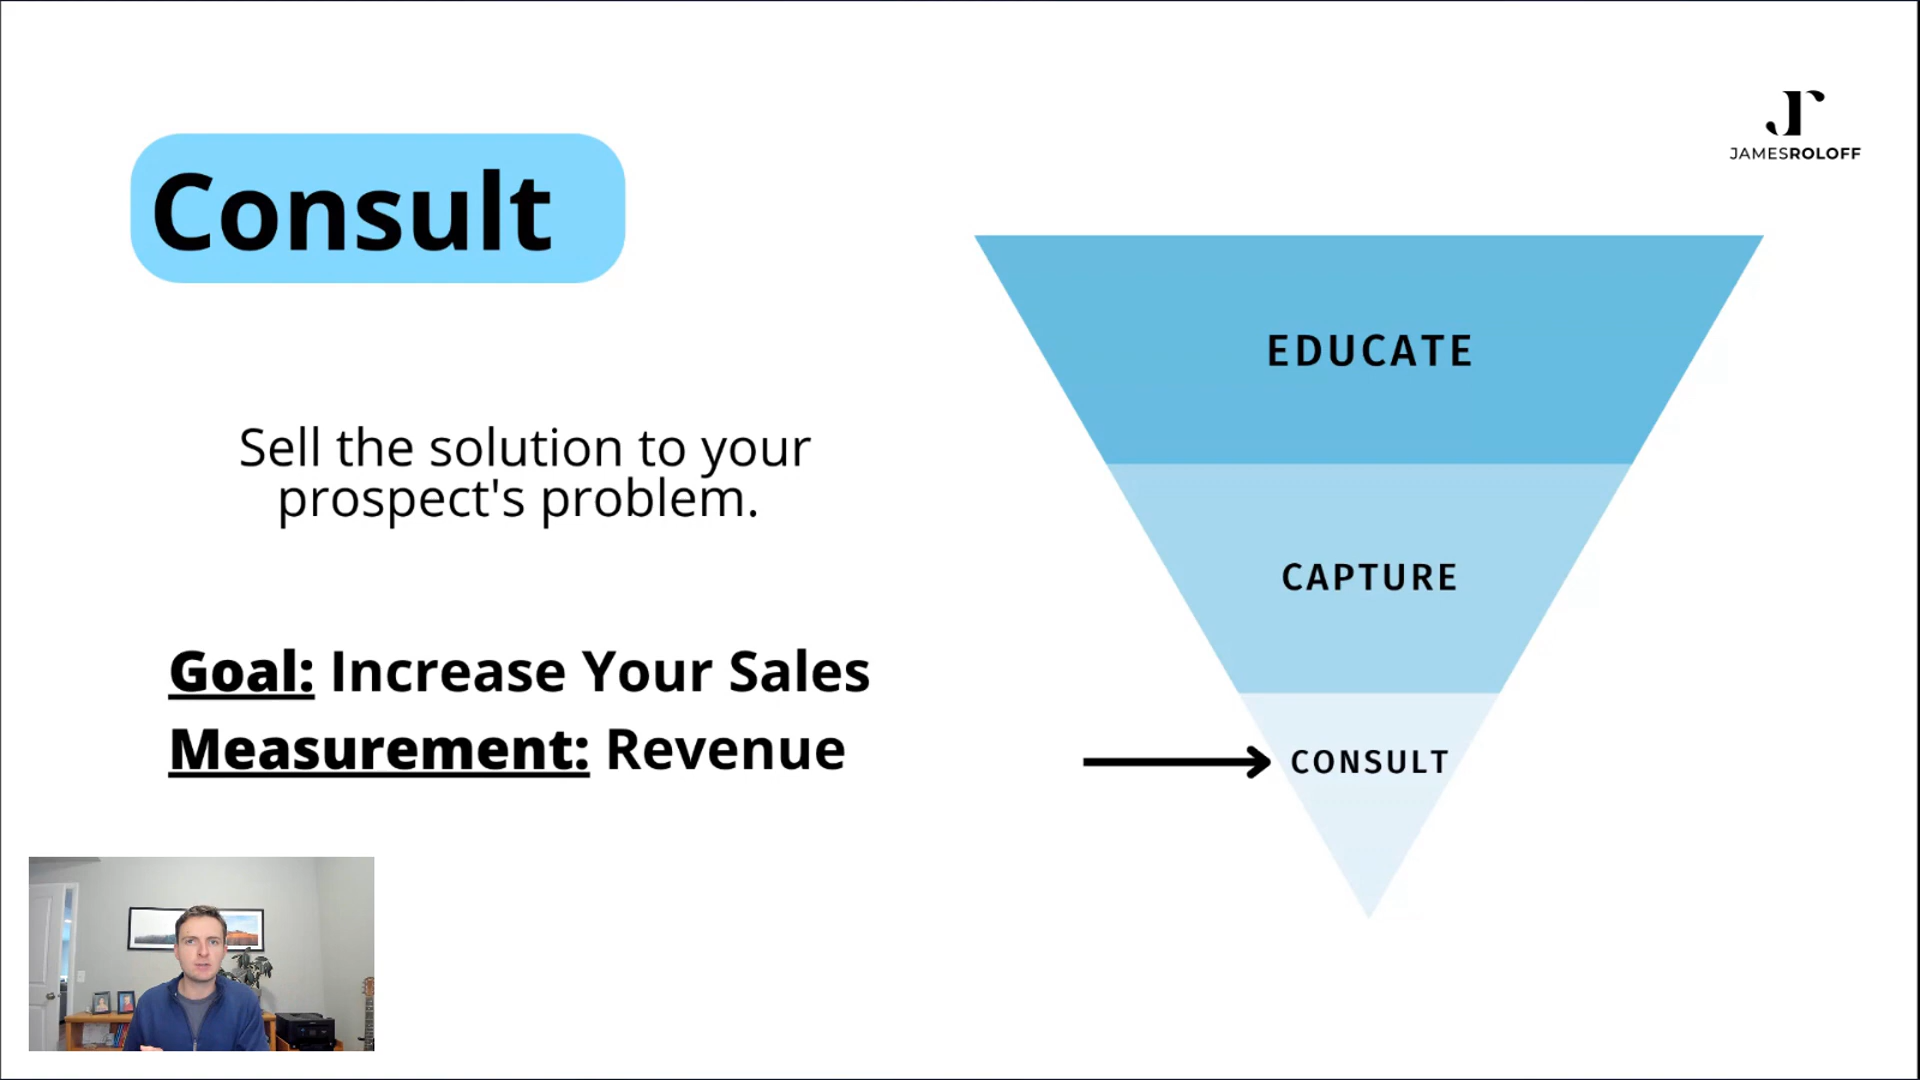 Consult
JAMESROLOFF
Sell the solution to your
prospect's problem.
Goal: Increase Your Sales
Measurement: Revenue
EDUCATE
CAPTURE
CONSULT